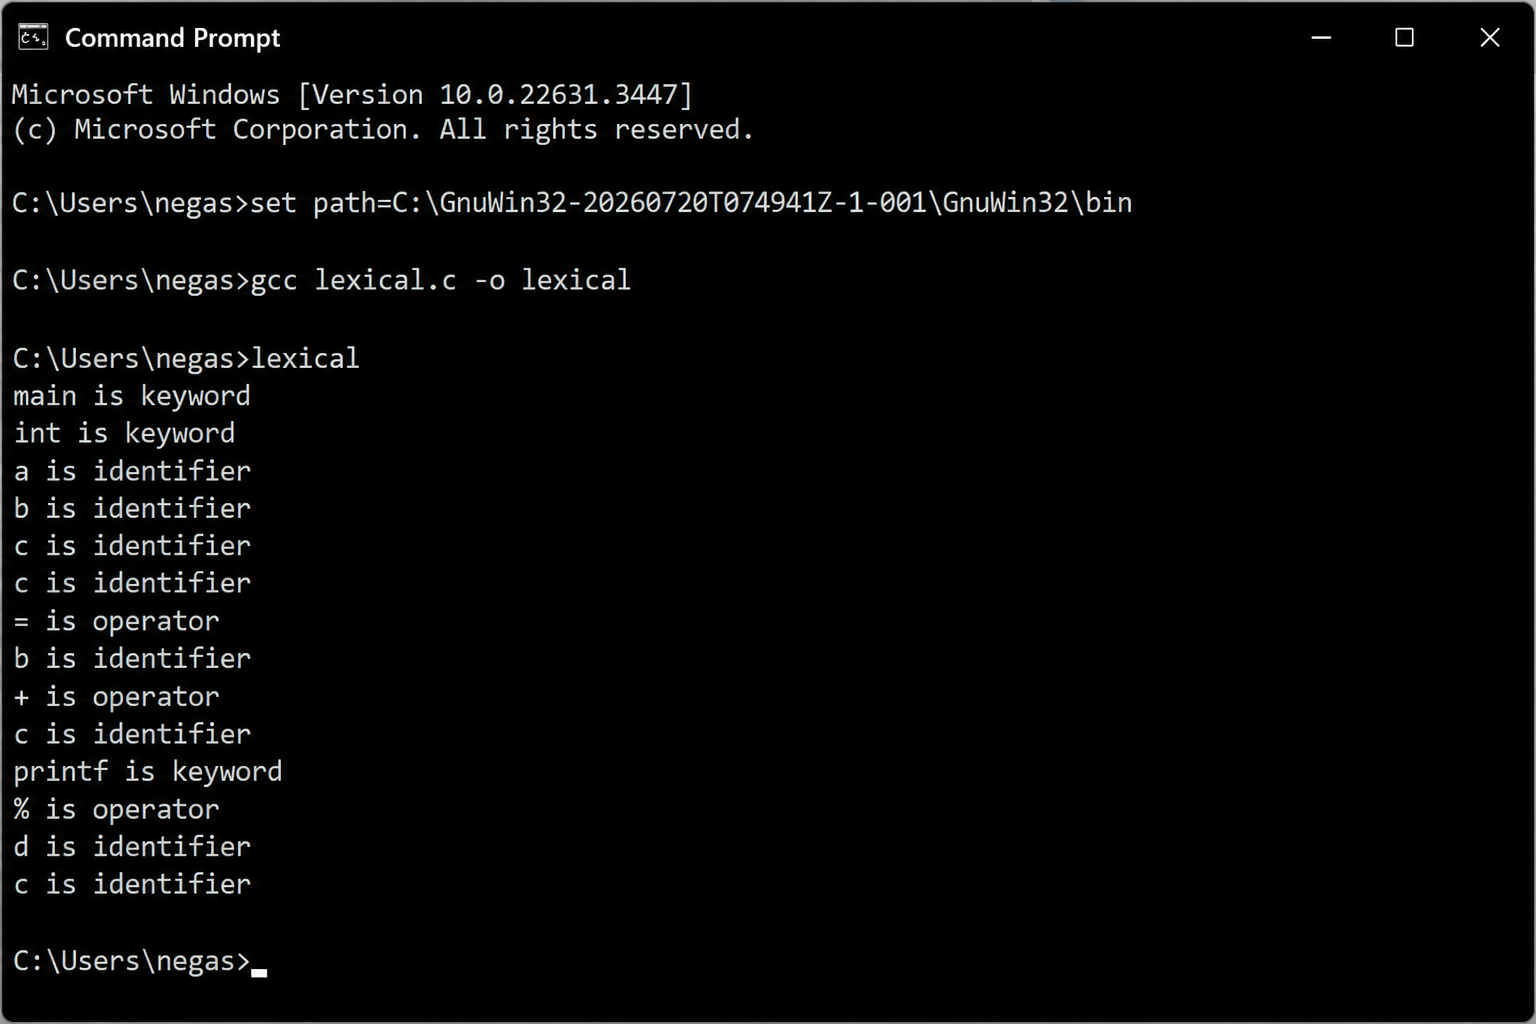 Command Prompt
Microsoft Windows [Version 10.0.22631.3447]
(c) Microsoft Corporation. All rights reserved.
C:\Users\negas>set path=C:\GnuWin32-20260720T074941Z-1-001\GnuWin32\bin
C:\Users\negas>gcc lexical.c -o lexical
C:\Users\negas>lexical
main is keyword
int is keyword
a is identifier
b is identifier
c is identifier
c is identifier
= is operator
b is identifier
+ is operator
c is identifier
printf is keyword
% is operator
d is identifier
c is identifier
C:\Users\negas>